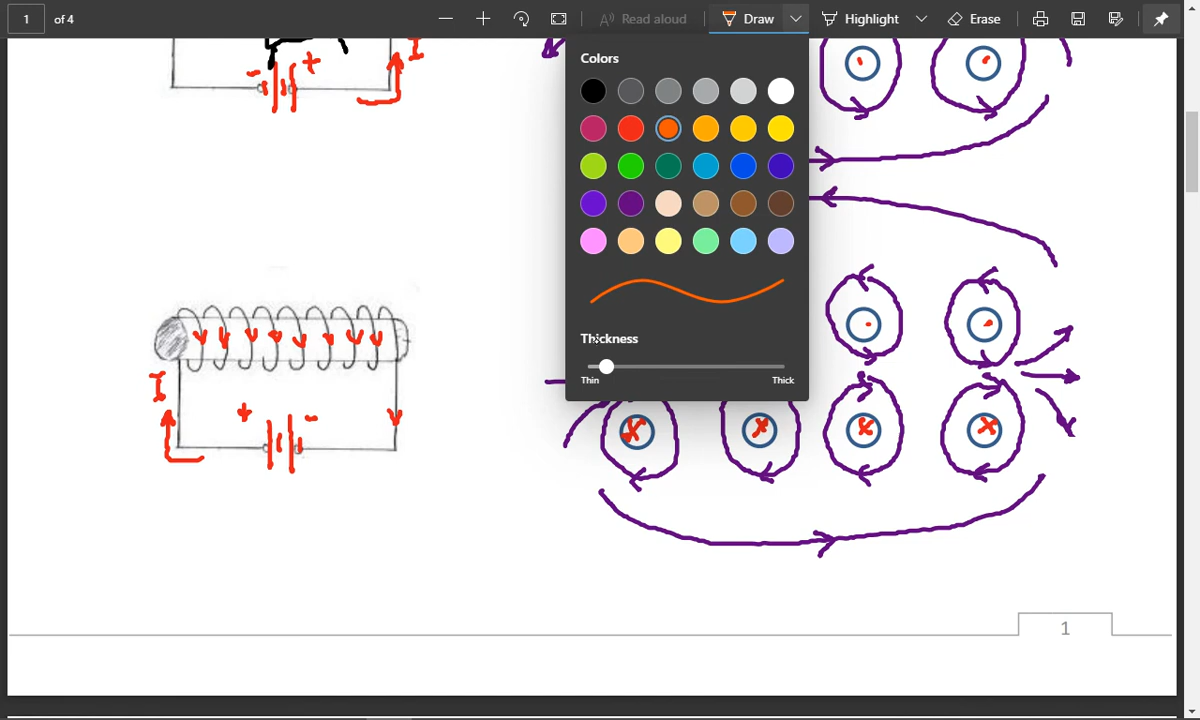 1 of 4 Read aloud Draw Highlight Erase
Colors
- + I
Thickness
Thin Thick
I
+ -
1